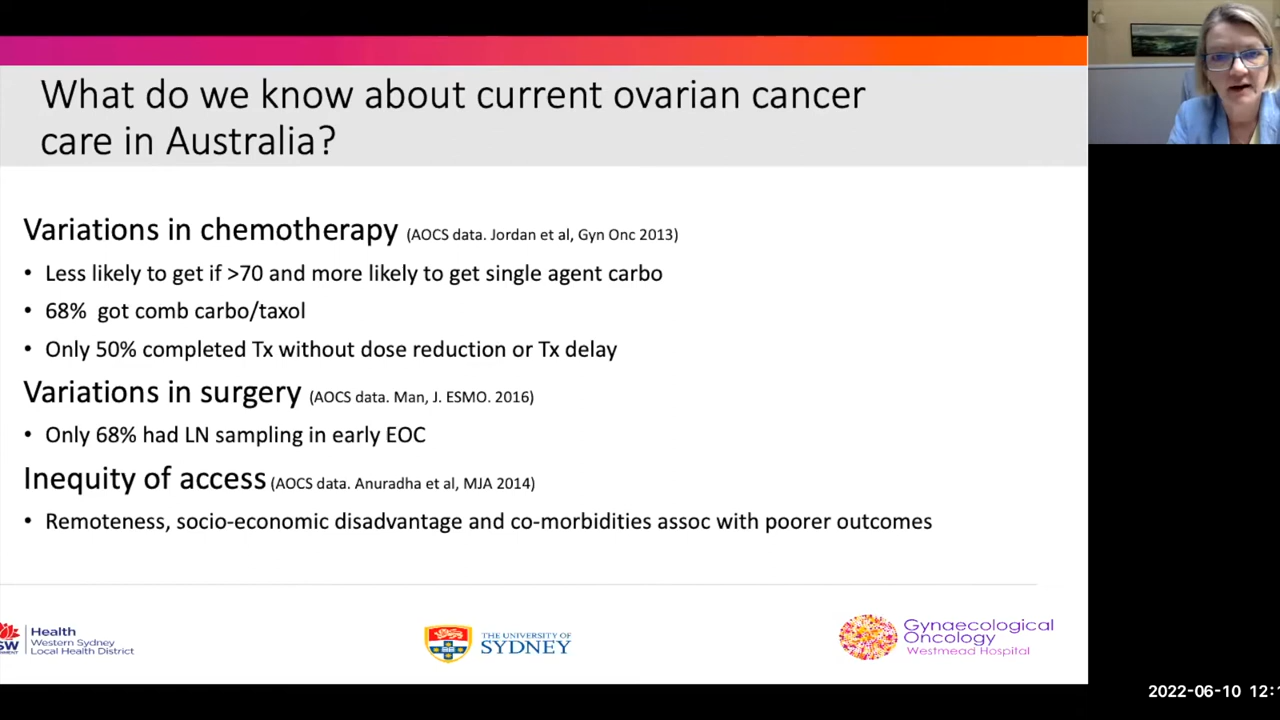 What do we know about current ovarian cancer
care in Australia?
Variations in chemotherapy (AOCS data. Jordan et al, Gyn Onc 2013)
• Less likely to get if >70 and more likely to get single agent carbo
• 68% got comb carbo/taxol
• Only 50% completed Tx without dose reduction or Tx delay
Variations in surgery (AOCS data. Man, J. ESMO. 2016)
• Only 68% had LN sampling in early EOC
Inequity of access (AOCS data. Anuradha et al, MJA 2014)
• Remoteness, socio-economic disadvantage and co-morbidities assoc with poorer outcomes
Health
Western Sydney
Local Health District
THE UNIVERSITY OF
SYDNEY
Gynaecological
Oncology
Westmead Hospital
2022-06-10 12: